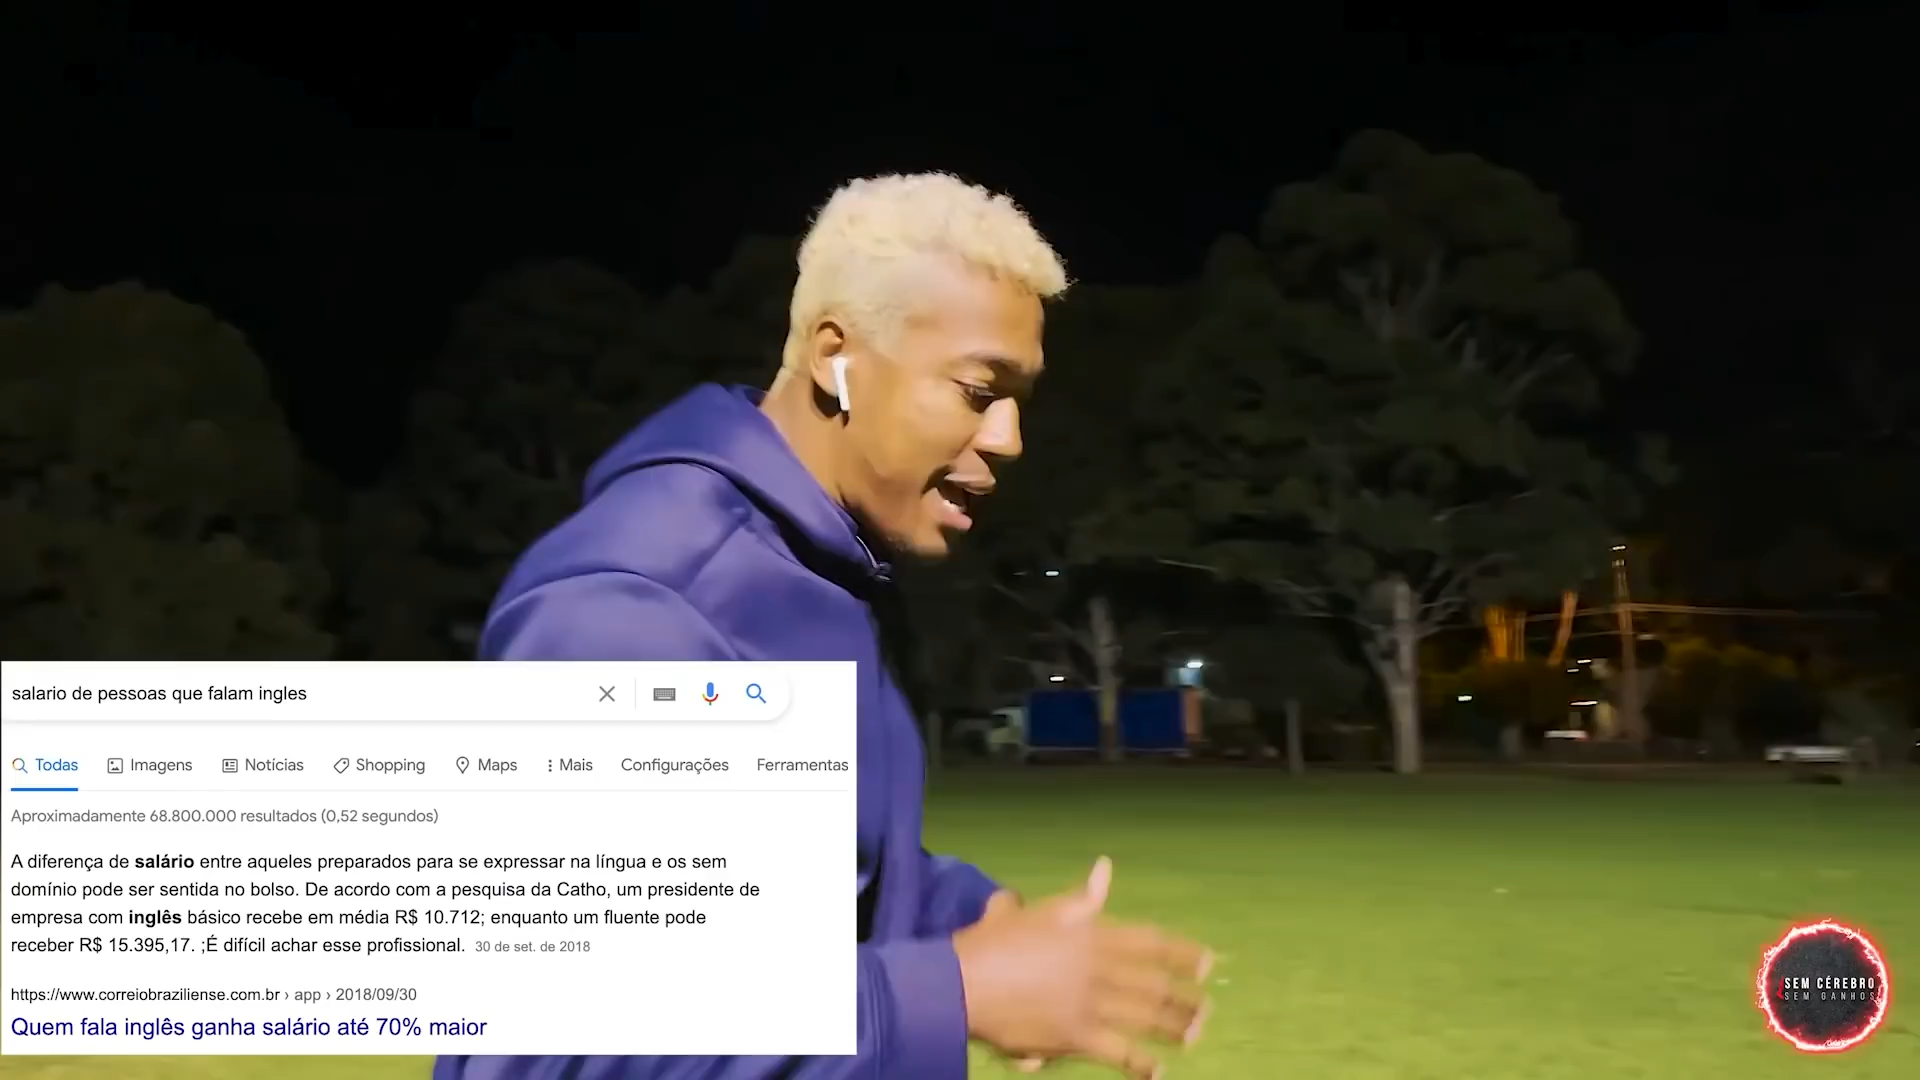 salario de pessoas que falam ingles
Todas Imagens Notícias Shopping Maps Mais Configurações Ferramentas
Aproximadamente 68.800.000 resultados (0,52 segundos)
A diferença de salário entre aqueles preparados para se expressar na língua e os sem
domínio pode ser sentida no bolso. De acordo com a pesquisa da Catho, um presidente de
empresa com inglês básico recebe em média R$ 10.712; enquanto um fluente pode
receber R$ 15.395,17. ;É difícil achar esse profissional. 30 de set. de 2018
https://www.correiobraziliense.com.br › app › 2018/09/30
Quem fala inglês ganha salário até 70% maior
SEM CÉREBRO
SEM GANHOS